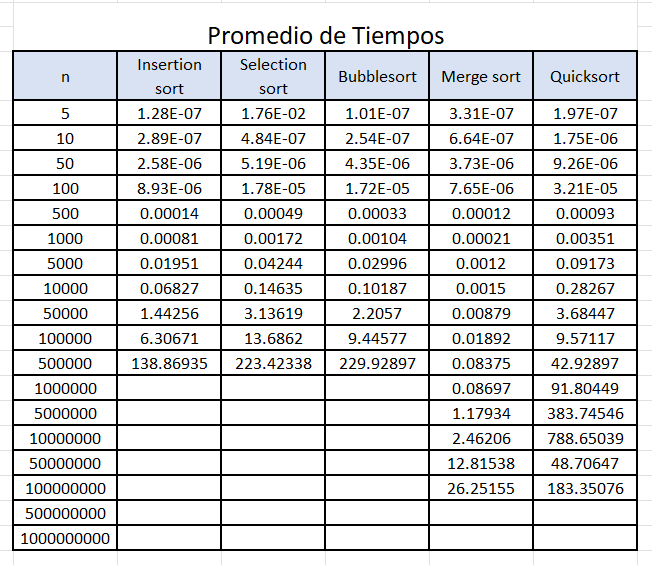 Promedio de Tiempos
n Insertion sort Selection sort Bubblesort Merge sort Quicksort
5 1.28E-07 1.76E-02 1.01E-07 3.31E-07 1.97E-07
10 2.89E-07 4.84E-07 2.54E-07 6.64E-07 1.75E-06
50 2.58E-06 5.19E-06 4.35E-06 3.73E-06 9.26E-06
100 8.93E-06 1.78E-05 1.72E-05 7.65E-06 3.21E-05
500 0.00014 0.00049 0.00033 0.00012 0.00093
1000 0.00081 0.00172 0.00104 0.00021 0.00351
5000 0.01951 0.04244 0.02996 0.0012 0.09173
10000 0.06827 0.14635 0.10187 0.0015 0.28267
50000 1.44256 3.13619 2.2057 0.00879 3.68447
100000 6.30671 13.6862 9.44577 0.01892 9.57117
500000 138.86935 223.42338 229.92897 0.08375 42.92897
1000000 0.08697 91.80449
5000000 1.17934 383.74546
10000000 2.46206 788.65039
50000000 12.81538 48.70647
100000000 26.25155 183.35076
500000000
1000000000